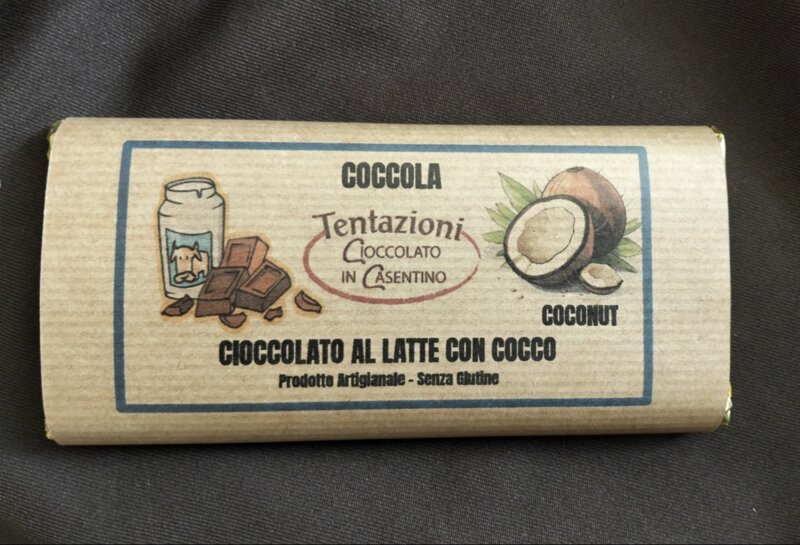 COCCOLA
Tentazioni
CIOCCOLATO
IN CASENTINO
COCONUT
CIOCCOLATO AL LATTE CON COCCO
Prodotto Artigianale - Senza Glutine